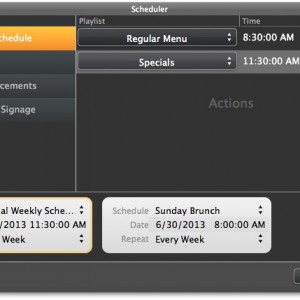 Scheduler
Playlist Time
chedule
Regular Menu 8:30:00 AM
Specials 11:30:00 AM
cements
Signage
Actions
al Weekly Sche...
/2013 11:30:00 AM
Week
Schedule Sunday Brunch
Date 6/30/2013 8:00:00 AM
Repeat Every Week